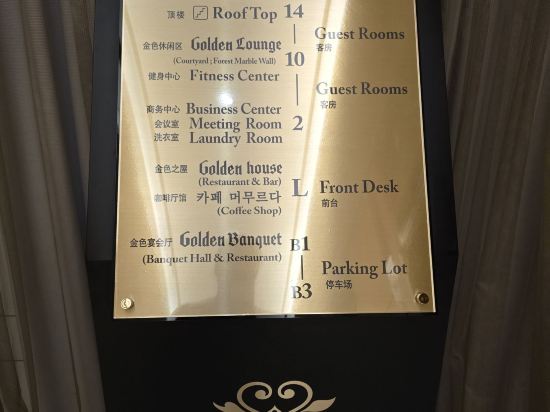 顶楼 Roof Top 14
Guest Rooms
客房
金色休闲区 Golden Lounge
(Courtyard ; Forest Marble Wall) 10
健身中心 Fitness Center
Guest Rooms
客房
商务中心 Business Center
会议室 Meeting Room 2
洗衣室 Laundry Room
金色之屋 Golden house
(Restaurant & Bar) L Front Desk
前台
咖啡厅馆 카페 머무르다
(Coffee Shop)
金色宴会厅 Golden Banquet B1
(Banquet Hall & Restaurant)
Parking Lot
停车场
B3